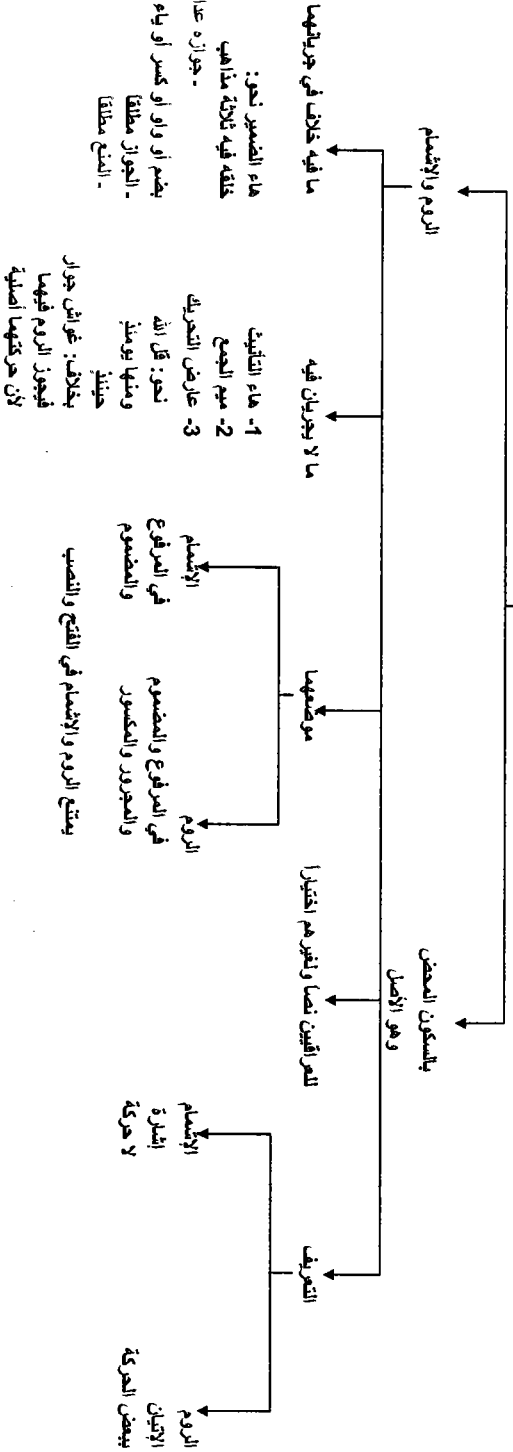 بالسكون المحض
وهو الأصل
الروم والإشمام
التعريف
الروم
الإتيان
ببعض الحركة
الإشمام
إشارة
لا حركة
للعراقيين نصا ولغيرهم اختيارا
موضعهما
الروم
في المرفوع والمضموم
والمجرور والمكسور
الإشمام
في المرفوع
والمضموم
يمتنع الروم والإشمام في الفتح والنصب
ما لا يجريان فيه
1- هاء التأنيث
2- ميم الجمع
3- عارض التحريك
نحو: قل الله
ومنها يومئذ
حينئذ
بخلاف: غواش جوار
فيجوز الروم فيهما
لأن حركتهما أصلية
ما فيه خلاف في جريانهما
هاء الضمير نحو:
خلقه فيه ثلاثة مذاهب
- جوازه عدا
بضم أو واو أو كسر أو ياء
- الجواز مطلقا
- المنع مطلقا